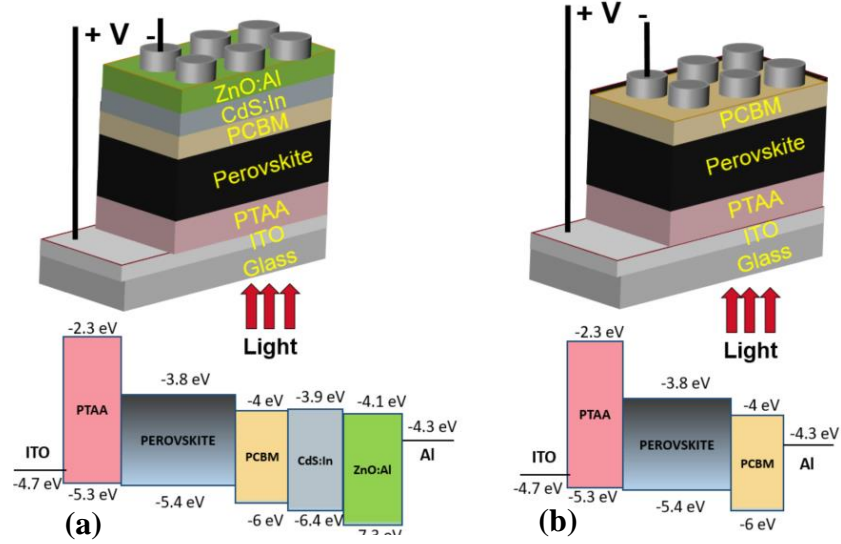 + V -
ZnO:Al
CdS:In
PCBM
Perovskite
PTAA
ITO
Glass
Light
-2.3 eV
-3.8 eV
-4 eV
-3.9 eV
-4.1 eV
-4.3 eV
PTAA
PEROVSKITE
PCBM
CdS:In
ZnO:Al
Al
ITO
-4.7 eV
-5.3 eV
-5.4 eV
-6 eV
-6.4 eV
-7.3 eV
(a)
+ V -
PCBM
Perovskite
PTAA
ITO
Glass
Light
-2.3 eV
-3.8 eV
-4 eV
-4.3 eV
PTAA
PEROVSKITE
PCBM
Al
ITO
-4.7 eV
-5.3 eV
-5.4 eV
-6 eV
(b)